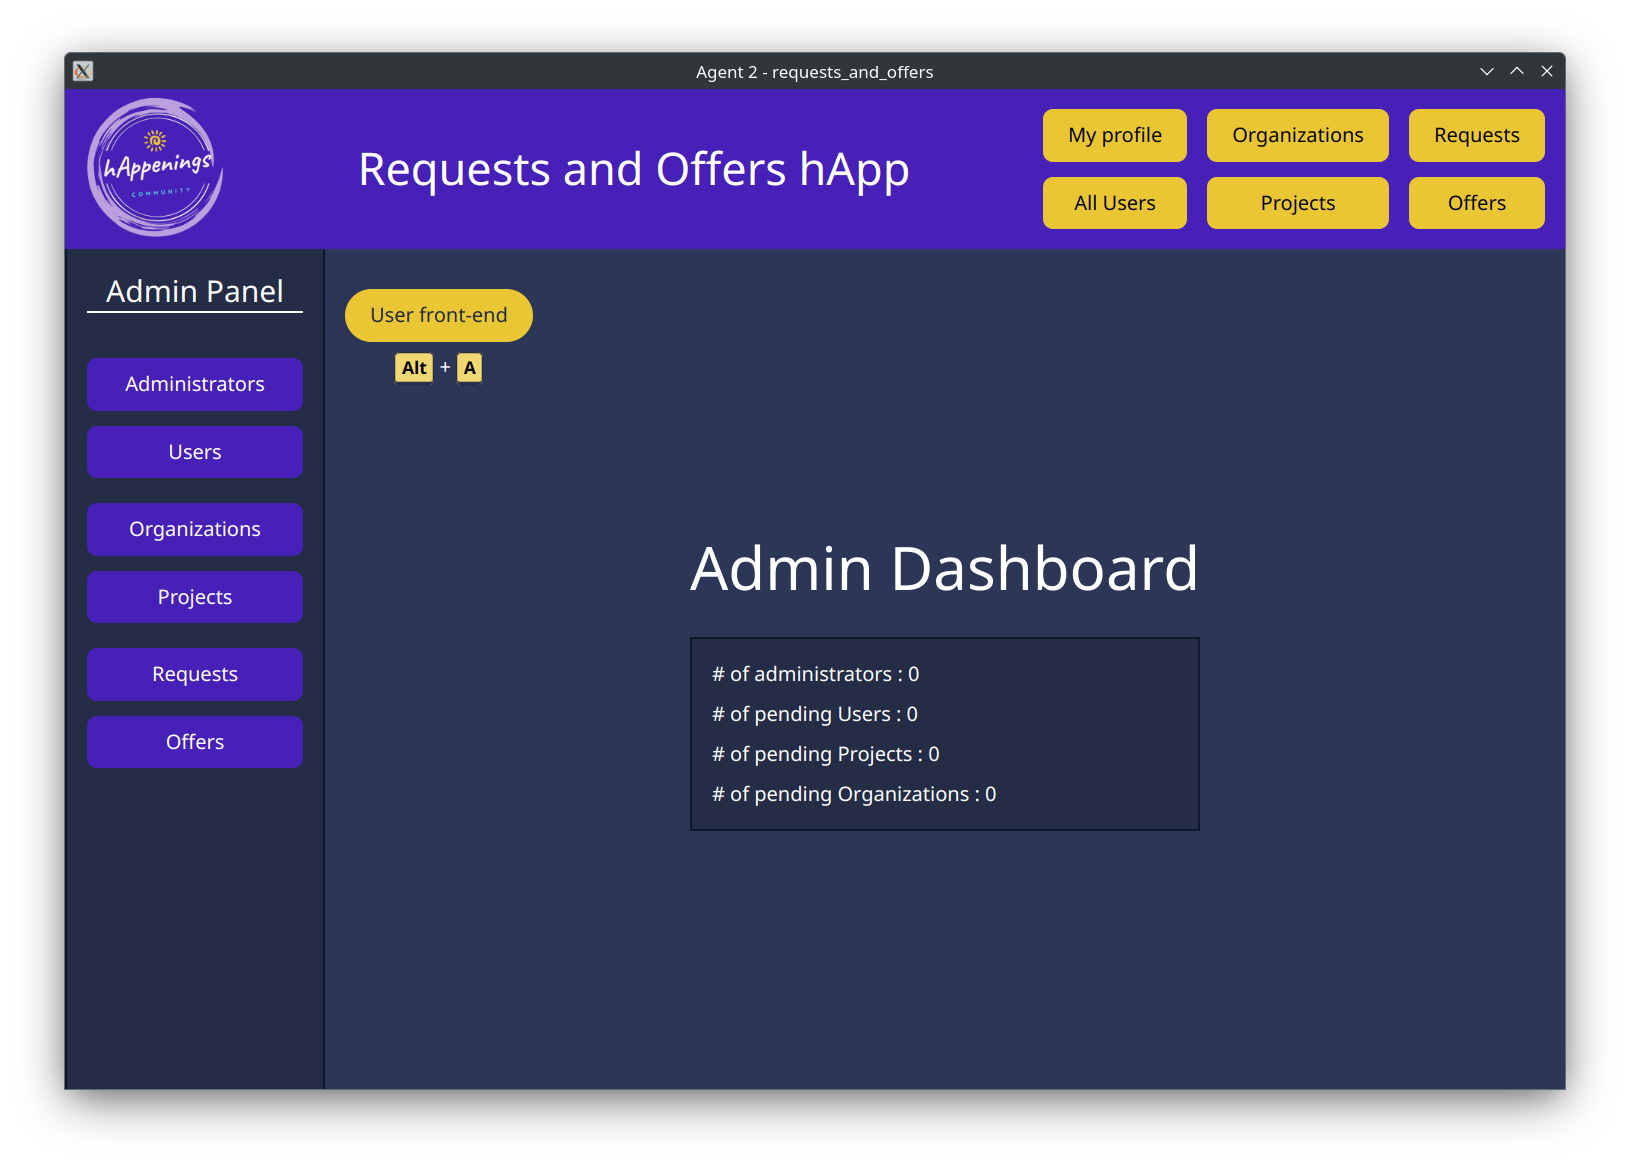 Agent 2 - requests_and_offers
hAppenings
COMMUNITY
Requests and Offers hApp
My profile
Organizations
Requests
All Users
Projects
Offers
Admin Panel
Administrators
Users
Organizations
Projects
Requests
Offers
User front-end
Alt + A
Admin Dashboard
# of administrators : 0
# of pending Users : 0
# of pending Projects : 0
# of pending Organizations : 0